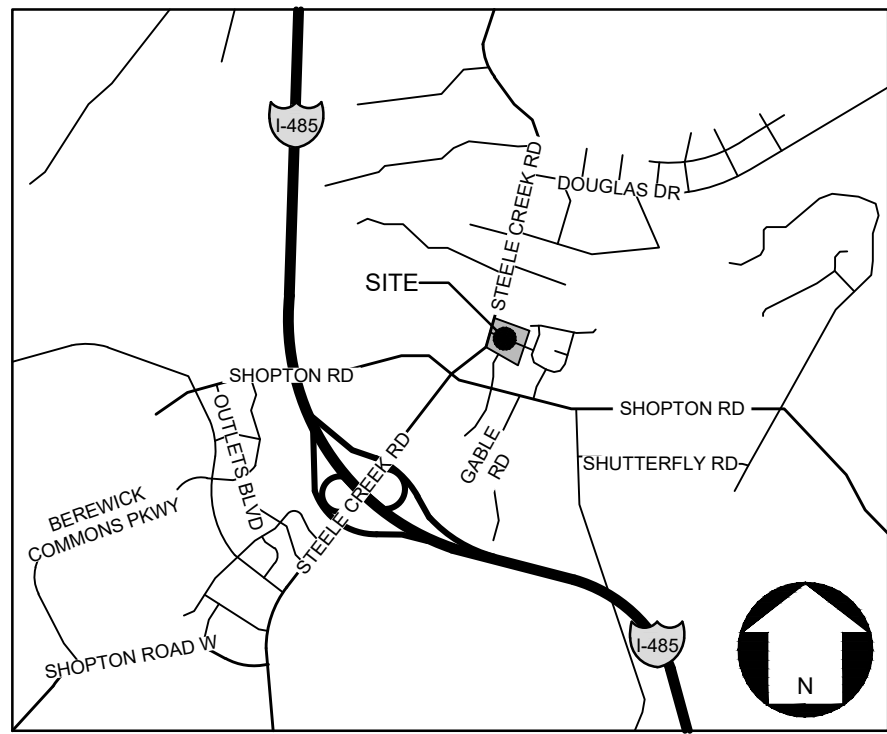 I-485
STEELE CREEK RD
DOUGLAS DR
SITE
SHOPTON RD
SHOPTON RD
OUTLETS BLVD
STEELE CREEK RD
GABLE
RD
SHUTTERFLY RD
BEREWICK
COMMONS PKWY
SHOPTON ROAD W
I-485
N